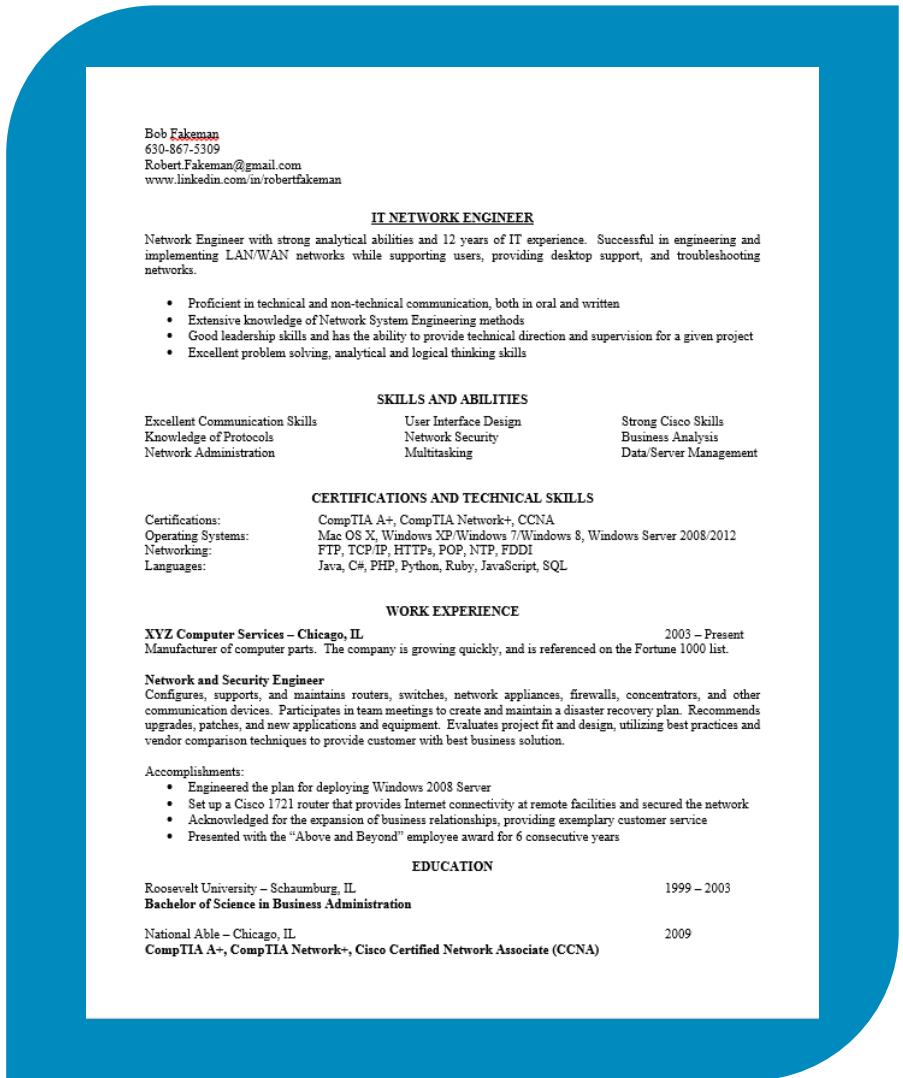 Bob Fakeman
630-867-5309
Robert.Fakeman@gmail.com
www.linkedin.com/in/robertfakeman
IT NETWORK ENGINEER
Network Engineer with strong analytical abilities and 12 years of IT experience. Successful in engineering and
implementing LAN/WAN networks while supporting users, providing desktop support, and troubleshooting
networks.
• Proficient in technical and non-technical communication, both in oral and written
• Extensive knowledge of Network System Engineering methods
• Good leadership skills and has the ability to provide technical direction and supervision for a given project
• Excellent problem solving, analytical and logical thinking skills
SKILLS AND ABILITIES
Excellent Communication Skills User Interface Design Strong Cisco Skills
Knowledge of Protocols Network Security Business Analysis
Network Administration Multitasking Data/Server Management
CERTIFICATIONS AND TECHNICAL SKILLS
Certifications: CompTIA A+, CompTIA Network+, CCNA
Operating Systems: Mac OS X, Windows XP/Windows 7/Windows 8, Windows Server 2008/2012
Networking: FTP, TCP/IP, HTTPs, POP, NTP, FDDI
Languages: Java, C#, PHP, Python, Ruby, JavaScript, SQL
WORK EXPERIENCE
XYZ Computer Services – Chicago, IL 2003 – Present
Manufacturer of computer parts. The company is growing quickly, and is referenced on the Fortune 1000 list.
Network and Security Engineer
Configures, supports, and maintains routers, switches, network appliances, firewalls, concentrators, and other
communication devices. Participates in team meetings to create and maintain a disaster recovery plan. Recommends
upgrades, patches, and new applications and equipment. Evaluates project fit and design, utilizing best practices and
vendor comparison techniques to provide customer with best business solution.
Accomplishments:
• Engineered the plan for deploying Windows 2008 Server
• Set up a Cisco 1721 router that provides Internet connectivity at remote facilities and secured the network
• Acknowledged for the expansion of business relationships, providing exemplary customer service
• Presented with the “Above and Beyond” employee award for 6 consecutive years
EDUCATION
Roosevelt University – Schaumburg, IL 1999 – 2003
Bachelor of Science in Business Administration
National Able – Chicago, IL 2009
CompTIA A+, CompTIA Network+, Cisco Certified Network Associate (CCNA)